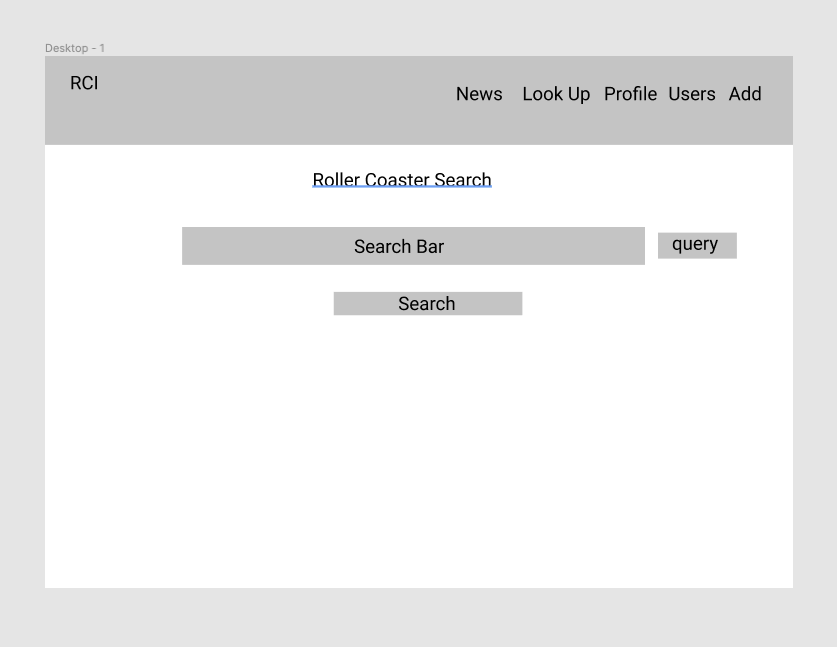 Desktop - 1
RCI
News Look Up Profile Users Add
Roller Coaster Search
Search Bar
query
Search